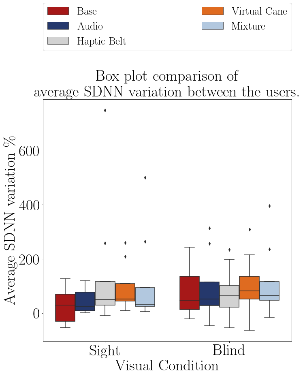 Base
Audio
Haptic Belt
Virtual Cane
Mixture
Box plot comparison of
average SDNN variation between the users.
Average SDNN variation %
600
400
200
0
Sight
Blind
Visual Condition